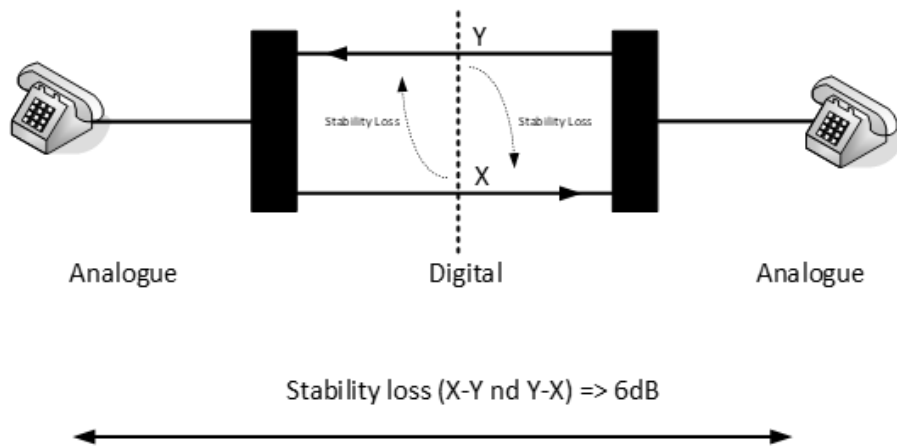 Y
Stability Loss Stability Loss
X
Analogue Digital Analogue
Stability loss (X-Y nd Y-X) => 6dB